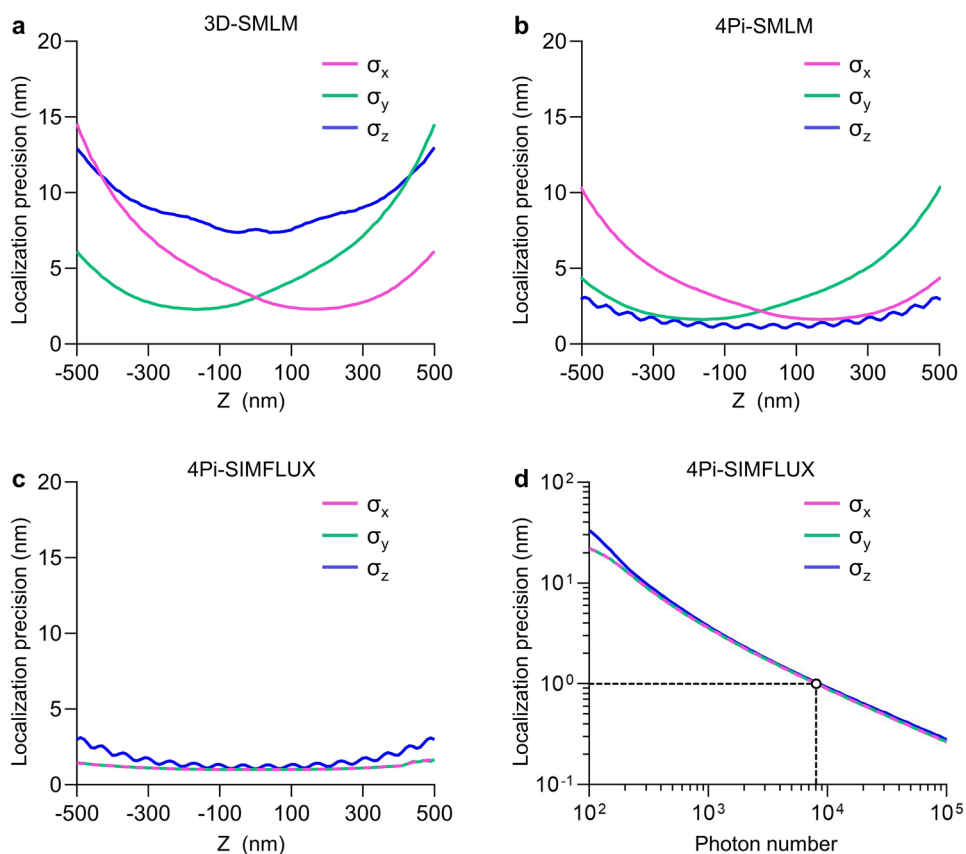 a
3D-SMLM
Localization precision (nm)
20
15
10
5
0
-500 -300 -100 100 300 500
Z (nm)
σx
σy
σz
b
4Pi-SMLM
Localization precision (nm)
20
15
10
5
0
-500 -300 -100 100 300 500
Z (nm)
σx
σy
σz
c
4Pi-SIMFLUX
Localization precision (nm)
20
15
10
5
0
-500 -300 -100 100 300 500
Z (nm)
σx
σy
σz
d
4Pi-SIMFLUX
Localization precision (nm)
10²
10¹
10⁰
10⁻¹
10² 10³ 10⁴ 10⁵
Photon number
σx
σy
σz